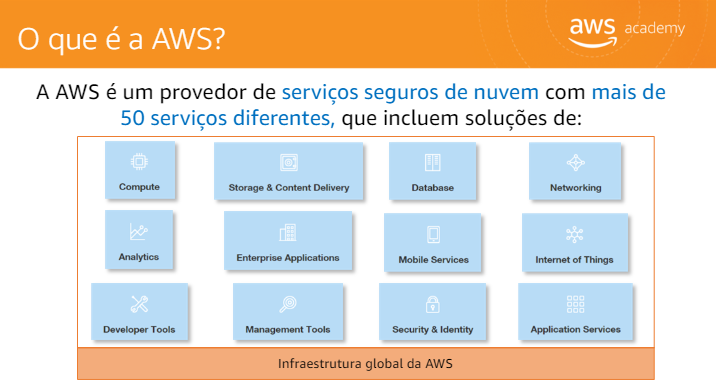 O que é a AWS?
aws academy
A AWS é um provedor de serviços seguros de nuvem com mais de
50 serviços diferentes, que incluem soluções de:
Compute
Storage & Content Delivery
Database
Networking
Analytics
Enterprise Applications
Mobile Services
Internet of Things
Developer Tools
Management Tools
Security & Identity
Application Services
Infraestrutura global da AWS